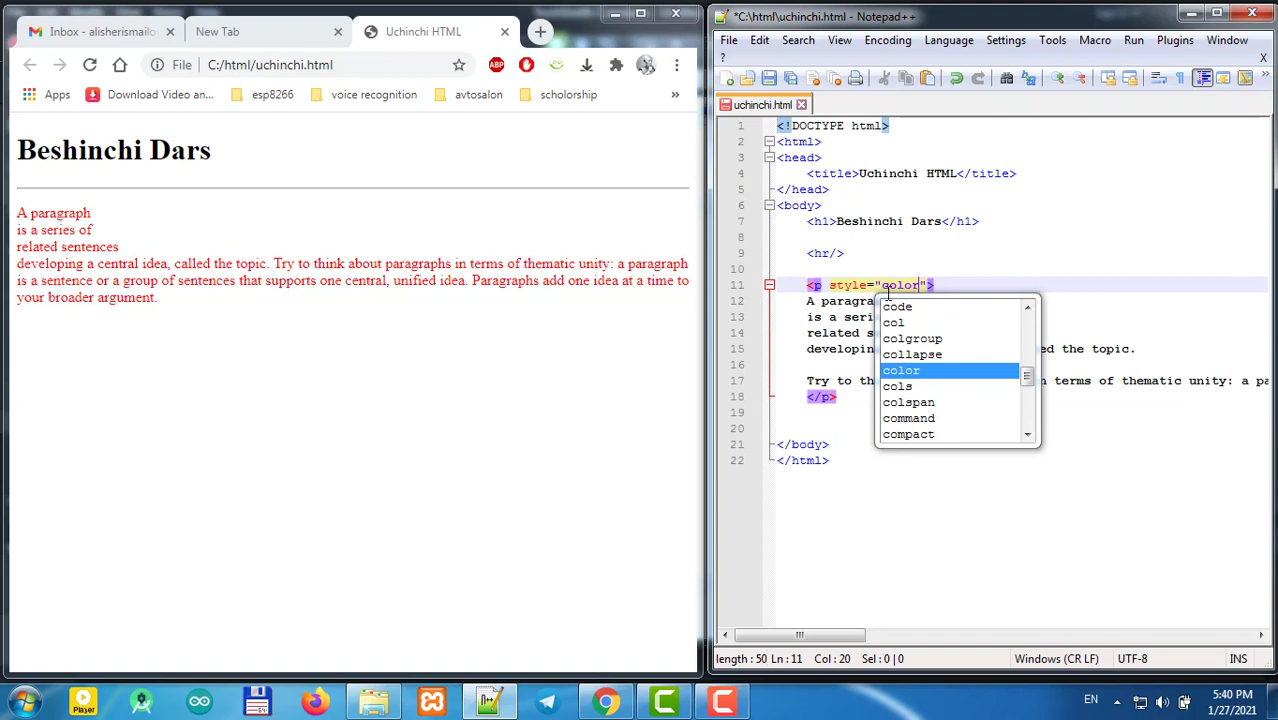 Inbox - alisherismailo
New Tab
Uchinchi HTML
File
C:/html/uchinchi.html
ABP
Apps
Download Video an...
esp8266
voice recognition
avtosalon
scholorship
»
Beshinchi Dars
A paragraph
is a series of
related sentences
developing a central idea, called the topic. Try to think about paragraphs in terms of thematic unity: a paragraph
is a sentence or a group of sentences that supports one central, unified idea. Paragraphs add one idea at a time to
your broader argument.
*C:\html\uchinchi.html - Notepad++
File Edit Search View Encoding Language Settings Tools Macro Run Plugins Window
? X
uchinchi.html
1 <!DOCTYPE html>
2 <html>
3 <head>
4 <title>Uchinchi HTML</title>
5 </head>
6 <body>
7 <h1>Beshinchi Dars</h1>
8
9 <hr/>
10
11 <p style="color">
12 A paragra
13 is a seri
14 related s
15 developing ed the topic.
16
17 Try to th n terms of thematic unity: a pa
18 </p>
19
20
21 </body>
22 </html>
code
col
colgroup
collapse
color
cols
colspan
command
compact
length : 50 Ln : 11 Col : 20 Sel : 0 | 0 Windows (CR LF) UTF-8 INS
Player
EN
5:40 PM
1/27/2021